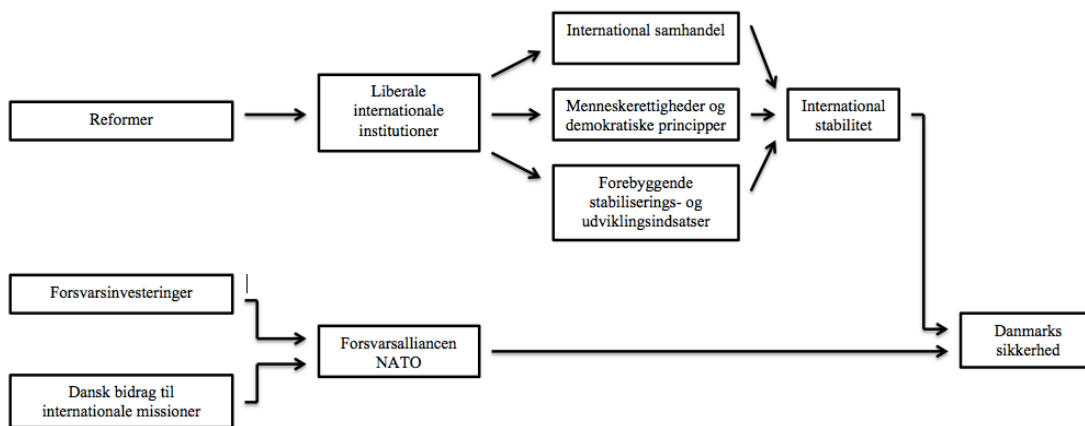 International samhandel
Reformer
Liberale
internationale
institutioner
Menneskerettigheder og
demokratiske principper
International
stabilitet
Forebyggende
stabiliserings- og
udviklingsindsatser
Forsvarsinvesteringer
Forsvarsalliancen
NATO
Danmarks
sikkerhed
Dansk bidrag til
internationale missioner